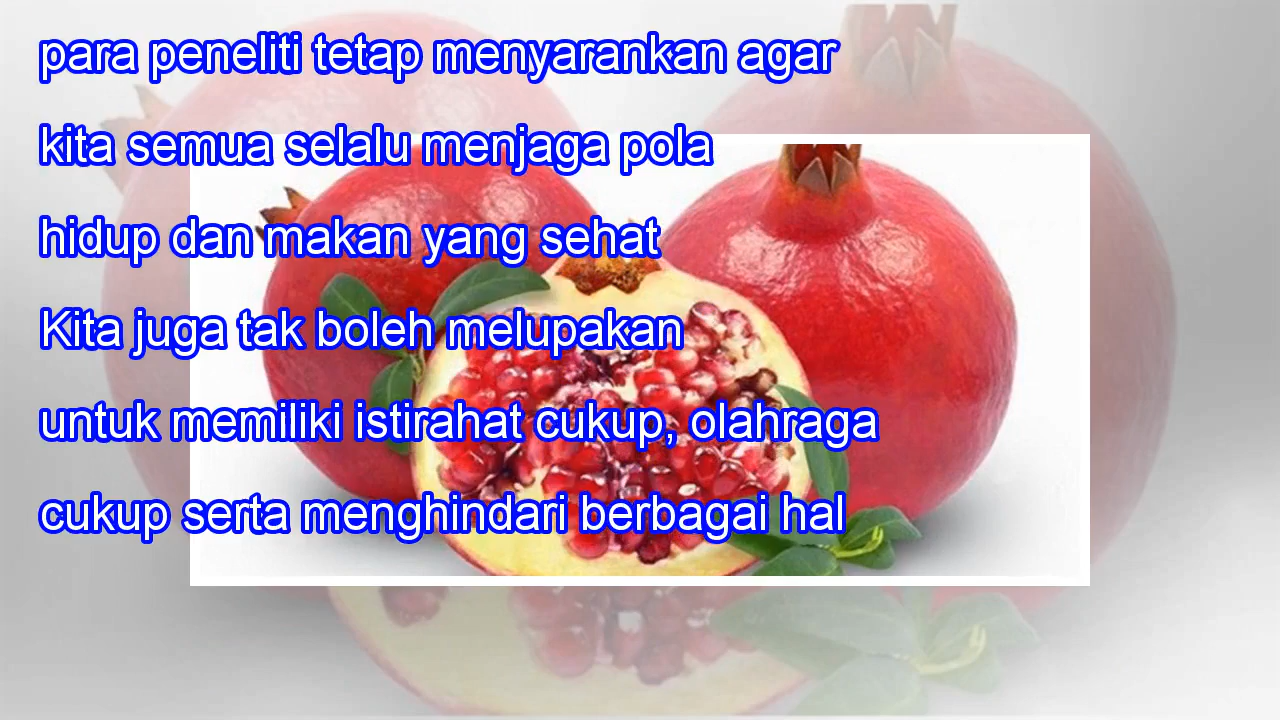 para peneliti tetap menyarankan agar
kita semua selalu menjaga pola
hidup dan makan yang sehat
Kita juga tak boleh melupakan
untuk memiliki istirahat cukup, olahraga
cukup serta menghindari berbagai hal